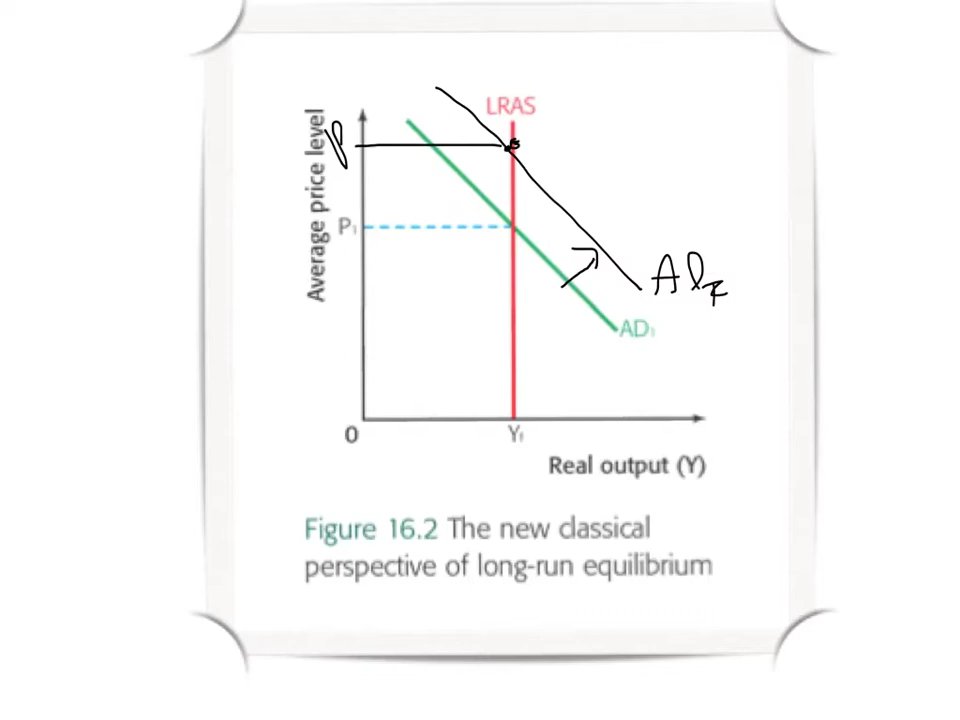 LRAS
Average price level
P
P₁
AD₁
0
Y₁
Real output (Y)
Figure 16.2 The new classical
perspective of long-run equilibrium